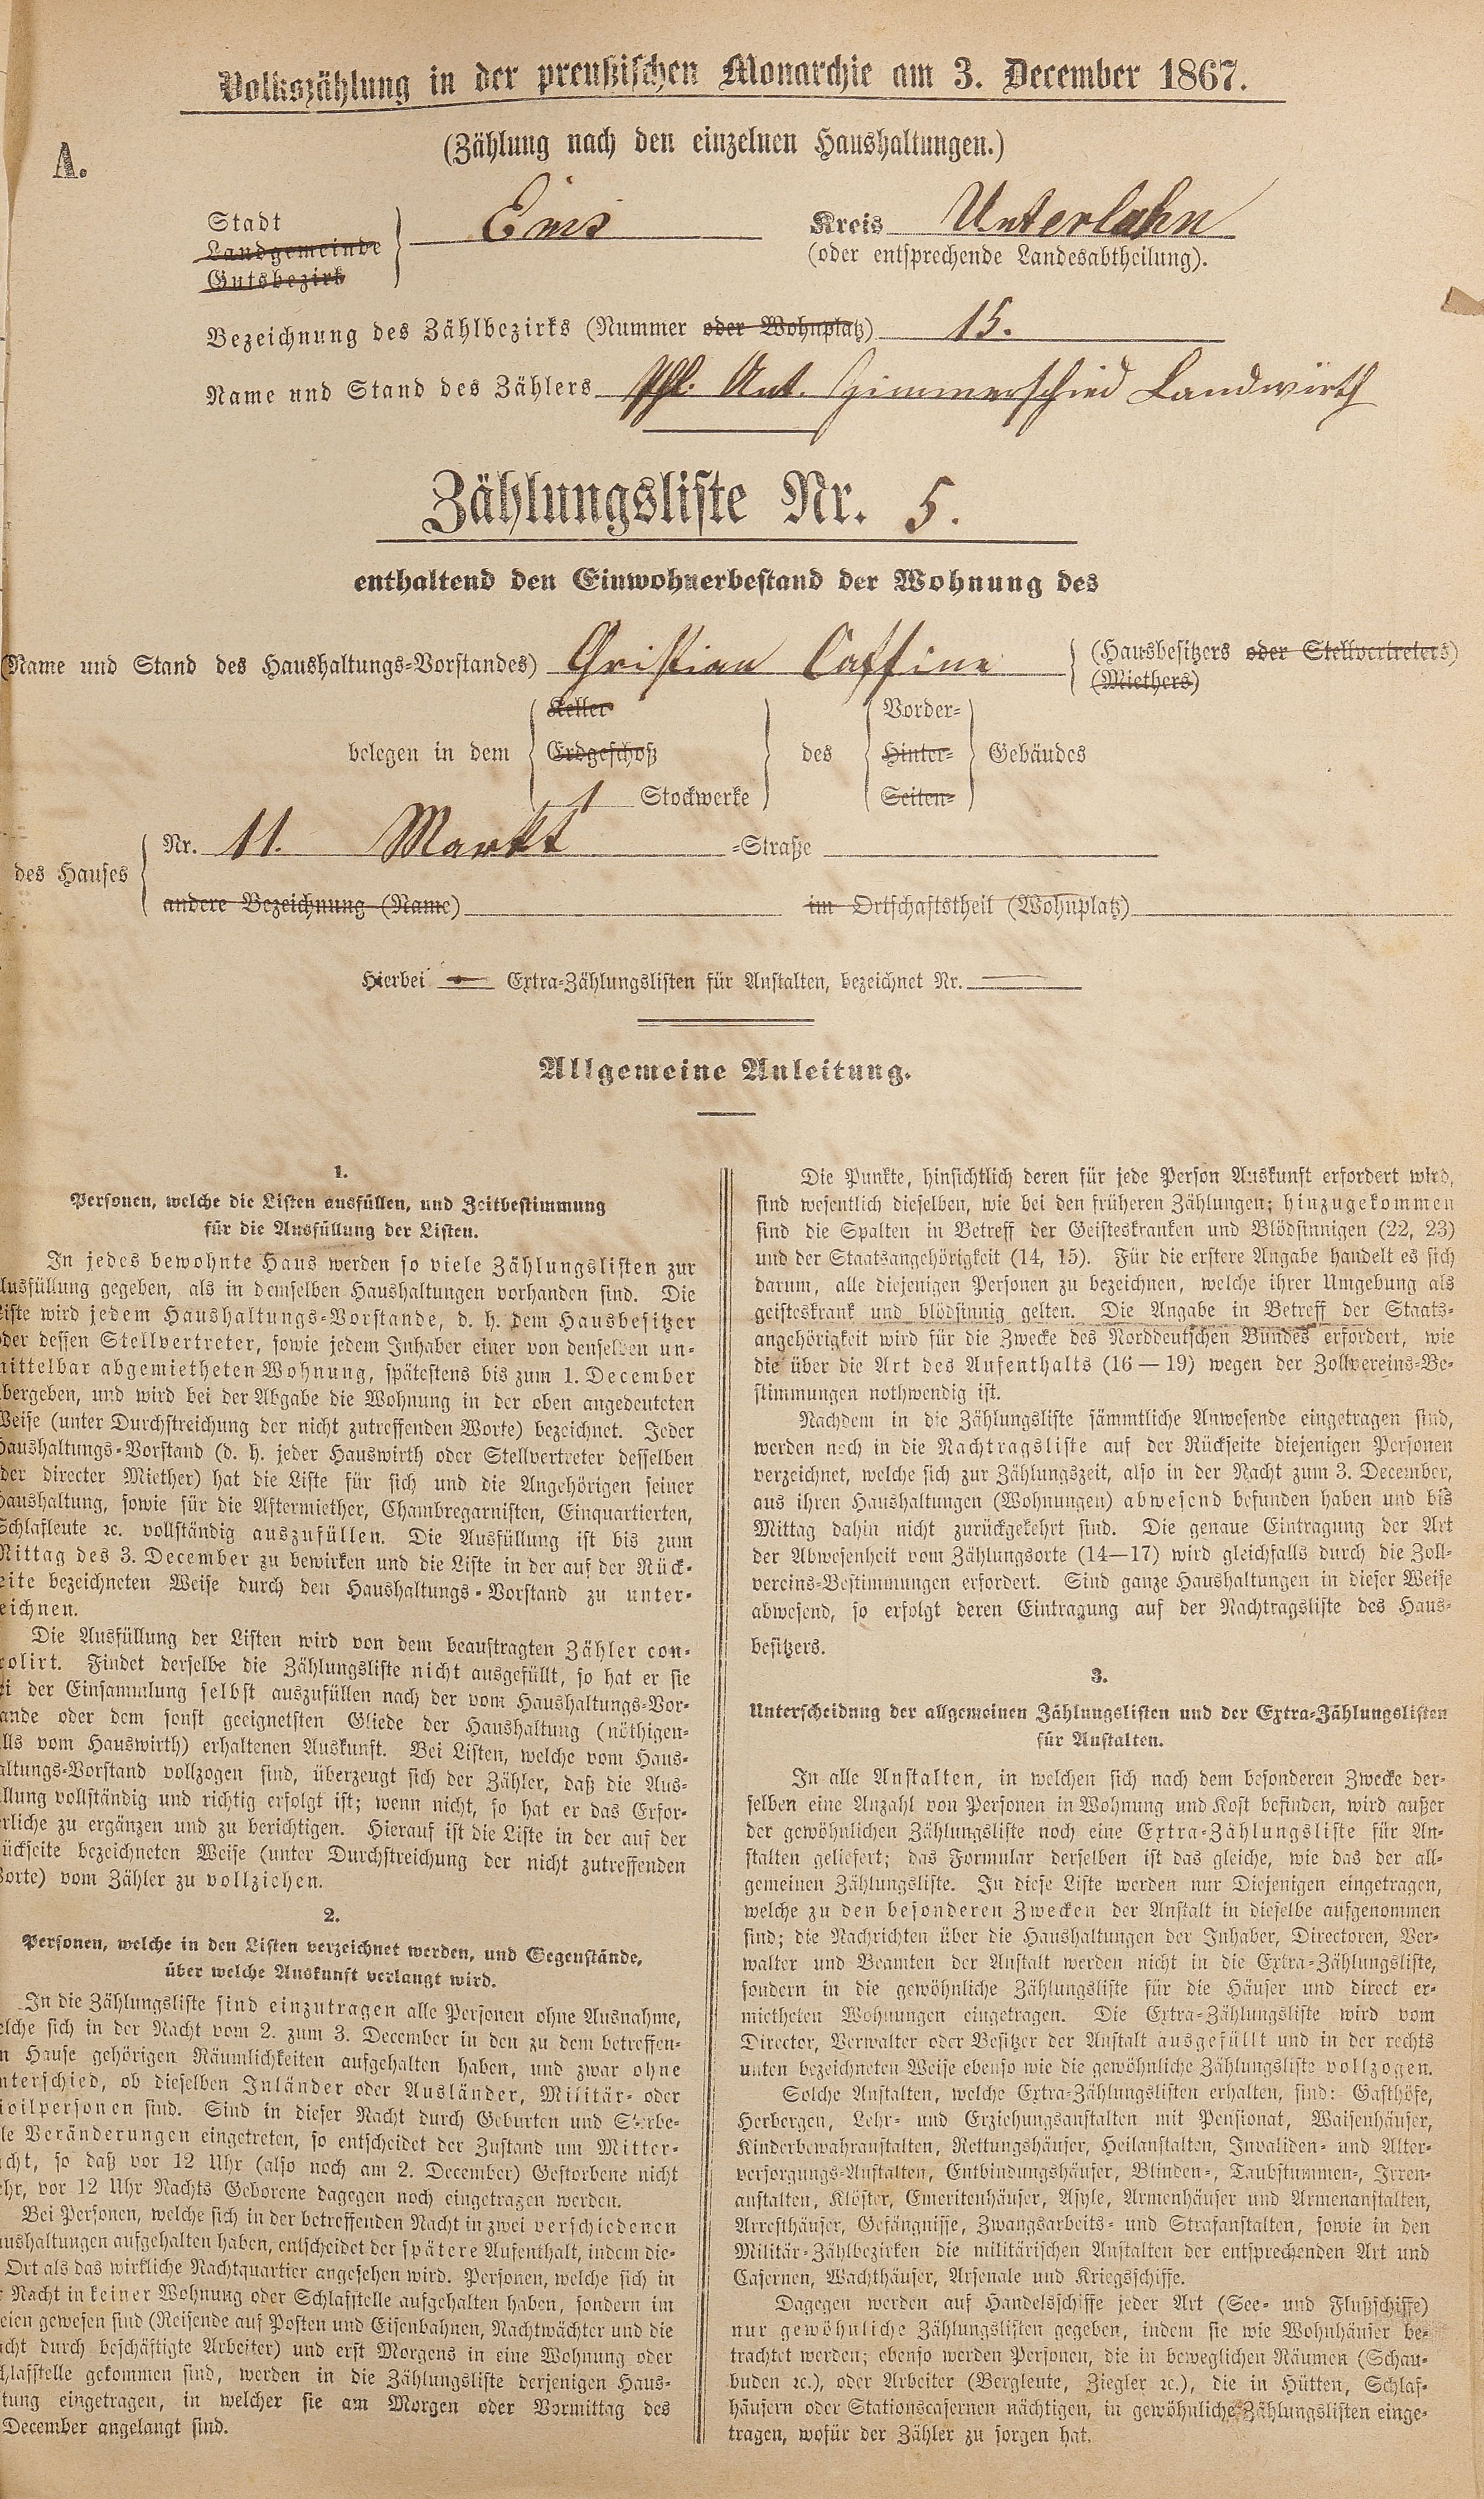 Volkszählung in der preußischen Monarchie am 3. December 1867.
(Zählung nach den einzelnen Haushaltungen.)
A.
Stadt
Landgemeinde
Gutsbezirk
Ems
Kreis Unterlahn
(oder entsprechende Landesabtheilung).
Bezeichnung des Zählbezirks (Nummer oder Wohnplatz) 15.
Name und Stand des Zählers Phl. Ant. Himmerschied Landwirth
Zählungsliste Nr. 5.
enthaltend den Einwohnerbestand der Wohnung des
(Name und Stand des Haushaltungs-Vorstandes) Christian Caffine
(Hausbesitzers oder Stellvertreters)
(Miethers)
belegen in dem
Keller
Erdgeschoß
1 Stockwerke
des
Vorder-
Hinter-
Seiten-
Gebäudes
des Hauses
Nr. 11. Markt -Straße
andere Bezeichnung (Name) im Ortschaftstheil (Wohnplatz)
Hierbei — Extra-Zählungslisten für Anstalten, bezeichnet Nr. —
Allgemeine Anleitung.
1.
Personen, welche die Listen ausfüllen, und Zeitbestimmung
für die Ausfüllung der Listen.
In jedes bewohnte Haus werden so viele Zählungslisten zur
Ausfüllung gegeben, als in demselben Haushaltungen vorhanden sind. Die
Liste wird jedem Haushaltungs-Vorstande, d. h. dem Hausbesitzer
oder dessen Stellvertreter, sowie jedem Inhaber einer von denselben un-
mittelbar abgemietheten Wohnung, spätestens bis zum 1. December
übergeben, und wird bei der Abgabe die Wohnung in der oben angedeuteten
Weise (unter Durchstreichung der nicht zutreffenden Worte) bezeichnet. Jeder
Haushaltungs-Vorstand (d. h. jeder Hauswirth oder Stellvertreter desselben
oder directer Miether) hat die Liste für sich und die Angehörigen seiner
Haushaltung, sowie für die Aftermiether, Chambregarnisten, Einquartierten,
Schlafleute ꝛc. vollständig auszufüllen. Die Ausfüllung ist bis zum
Mittag des 3. December zu bewirken und die Liste in der auf der Rück-
seite bezeichneten Weise durch den Haushaltungs-Vorstand zu unter-
zeichnen.
Die Ausfüllung der Listen wird von dem beauftragten Zähler con-
trolirt. Findet derselbe die Zählungsliste nicht ausgefüllt, so hat er sie
bei der Einsammlung selbst auszufüllen nach der vom Haushaltungs-Vor-
stande oder dem sonst geeignetsten Gliede der Haushaltung (nöthigen-
falls vom Hauswirth) erhaltenen Auskunft. Bei Listen, welche vom Haus-
haltungs-Vorstand vollzogen sind, überzeugt sich der Zähler, daß die Aus-
füllung vollständig und richtig erfolgt ist; wenn nicht, so hat er das Erfor-
derliche zu ergänzen und zu berichtigen. Hierauf ist die Liste in der auf der
Rückseite bezeichneten Weise (unter Durchstreichung der nicht zutreffenden
Worte) vom Zähler zu vollziehen.
2.
Personen, welche in den Listen verzeichnet werden, und Gegenstände,
über welche Auskunft verlangt wird.
In die Zählungsliste sind einzutragen alle Personen ohne Ausnahme,
welche sich in der Nacht vom 2. zum 3. December in den zu dem betreffen-
den Hause gehörigen Räumlichkeiten aufgehalten haben, und zwar ohne
Unterschied, ob dieselben Inländer oder Ausländer, Militär- oder
Civilpersonen sind. Sind in dieser Nacht durch Geburten und Sterbe-
fälle Veränderungen eingetreten, so entscheidet der Zustand um Mitter-
nacht, so daß vor 12 Uhr (also noch am 2. December) Gestorbene nicht
mehr, vor 12 Uhr Nachts Geborene dagegen noch eingetragen werden.
Bei Personen, welche sich in der betreffenden Nacht in zwei verschiedenen
Haushaltungen aufgehalten haben, entscheidet der spätere Aufenthalt, indem die-
ser Ort als das wirkliche Nachtquartier angesehen wird. Personen, welche sich in
der Nacht in keiner Wohnung oder Schlafstelle aufgehalten haben, sondern im
Freien gewesen sind (Reisende auf Posten und Eisenbahnen, Nachtwächter und die
Nacht durch beschäftigte Arbeiter) und erst Morgens in eine Wohnung oder
Schlafstelle gekommen sind, werden in die Zählungsliste derjenigen Haus-
haltung eingetragen, in welcher sie am Morgen oder Vormittag des
December angelangt sind.
Die Punkte, hinsichtlich deren für jede Person Auskunft erfordert wird,
sind wesentlich dieselben, wie bei den früheren Zählungen; hinzugekommen
sind die Spalten in Betreff der Geisteskranken und Blödsinnigen (22, 23)
und der Staatsangehörigkeit (14, 15). Für die erstere Angabe handelt es sich
darum, alle diejenigen Personen zu bezeichnen, welche ihrer Umgebung als
geisteskrank und blödsinnig gelten. Die Angabe in Betreff der Staats-
angehörigkeit wird für die Zwecke des Norddeutschen Bundes erfordert, wie
die über die Art des Aufenthalts (16—19) wegen der Zollvereins-Be-
stimmungen nothwendig ist.
Nachdem in die Zählungsliste sämmtliche Anwesende eingetragen sind,
werden noch in die Nachtragsliste auf der Rückseite diejenigen Personen
verzeichnet, welche sich zur Zählungszeit, also in der Nacht zum 3. December,
aus ihren Haushaltungen (Wohnungen) abwesend befunden haben und bis
Mittag dahin nicht zurückgekehrt sind. Die genaue Eintragung der Art
der Abwesenheit vom Zählungsorte (14—17) wird gleichfalls durch die Zoll-
vereins-Bestimmungen erfordert. Sind ganze Haushaltungen in dieser Weise
abwesend, so erfolgt deren Eintragung auf der Nachtragsliste des Haus-
besitzers.
3.
Unterscheidung der allgemeinen Zählungslisten und der Extra-Zählungslisten
für Anstalten.
In alle Anstalten, in welchen sich nach dem besonderen Zwecke der-
selben eine Anzahl von Personen in Wohnung und Kost befinden, wird außer
der gewöhnlichen Zählungsliste noch eine Extra-Zählungsliste für An-
stalten geliefert; das Formular derselben ist das gleiche, wie das der all-
gemeinen Zählungsliste. In diese Liste werden nur Diejenigen eingetragen,
welche zu den besonderen Zwecken der Anstalt in dieselbe aufgenommen
sind; die Nachrichten über die Haushaltungen der Inhaber, Directoren, Ver-
walter und Beamten der Anstalt werden nicht in die Extra-Zählungsliste,
sondern in die gewöhnliche Zählungsliste für die Häuser und direct er-
mietheten Wohnungen eingetragen. Die Extra-Zählungsliste wird vom
Director, Verwalter oder Besitzer der Anstalt ausgefüllt und in der rechts
unten bezeichneten Weise ebenso wie die gewöhnliche Zählungsliste vollzogen.
Solche Anstalten, welche Extra-Zählungslisten erhalten, sind: Gasthöfe,
Herbergen, Lehr- und Erziehungsanstalten mit Pensionat, Waisenhäuser,
Kinderbewahranstalten, Rettungshäuser, Heilanstalten, Invaliden- und Alter-
versorgungs-Anstalten, Entbindungshäuser, Blinden-, Taubstummen-, Irren-
anstalten, Klöster, Emeritenhäuser, Asyle, Armenhäuser und Armenanstalten,
Arresthäuser, Gefängnisse, Zwangsarbeits- und Strafanstalten, sowie in den
Militär-Zählbezirken die militärischen Anstalten der entsprechenden Art und
Casernen, Wachthäuser, Arsenale und Kriegsschiffe.
Dagegen werden auf Handelsschiffe jeder Art (See- und Flußschiffe)
nur gewöhnliche Zählungslisten gegeben, indem sie wie Wohnhäuser be-
trachtet werden; ebenso werden Personen, die in beweglichen Räumen (Schau-
buden ꝛc.), oder Arbeiter (Bergleute, Ziegler ꝛc.), die in Hütten, Schlaf-
häusern oder Stationscasernen nächtigen, in gewöhnliche Zählungslisten einge-
tragen, wofür der Zähler zu sorgen hat.